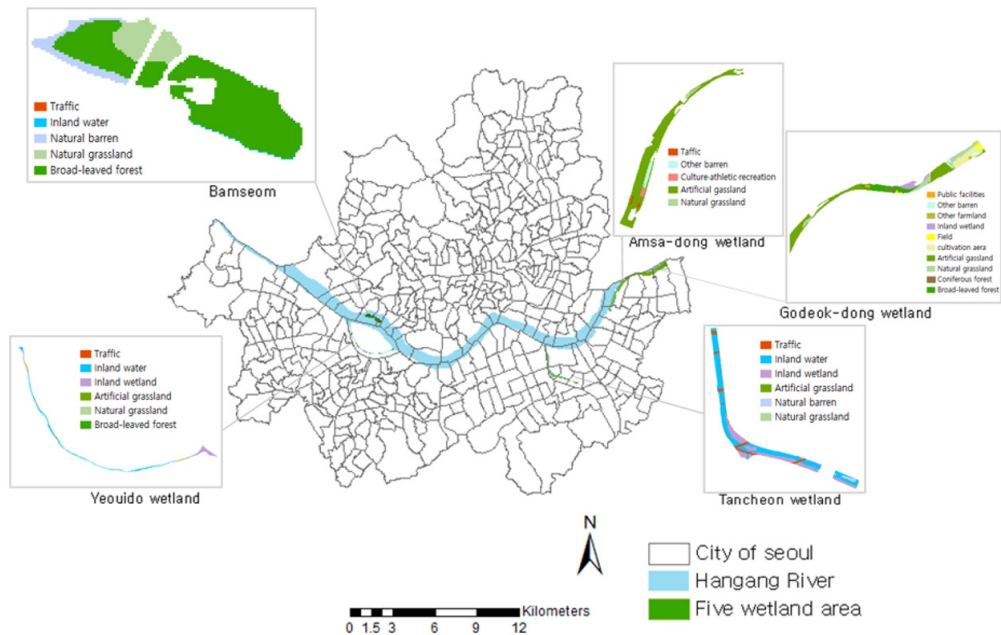 Traffic
Inland water
Natural barren
Natural grassland
Broad-leaved forest
Bamseom
Taffic
Other barren
Culture-athletic-recreation
Artificial gassland
Natural grassland
Amsa-dong wetland
Public facilities
Other barren
Other farmland
Inland wetland
Field
cultivation aera
Artificial gassland
Natural grassland
Coniferous forest
Broad-leaved forest
Godeok-dong wetland
Traffic
Inland water
Inland wetland
Artificial grassland
Natural grassland
Broad-leaved forest
Yeouido wetland
Traffic
Inland water
Inland wetland
Artificial grassland
Natural barren
Natural grassland
Tancheon wetland
N
City of seoul
Hangang River
Five wetland area
Kilometers
0 1.5 3 6 9 12